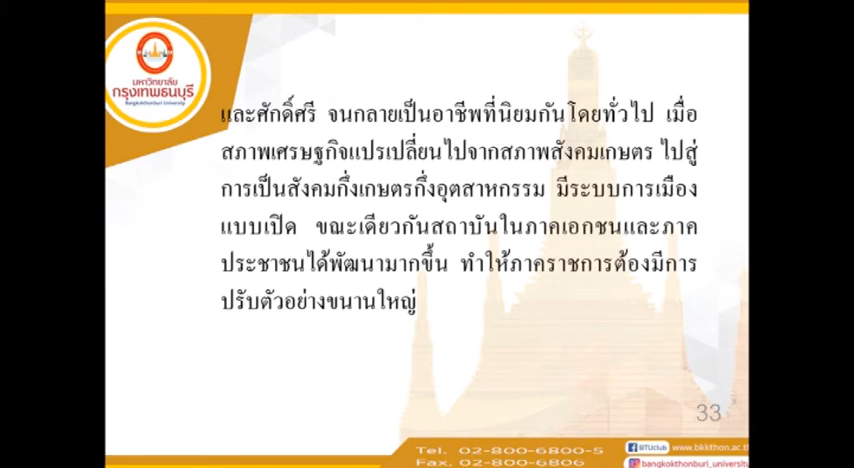 มหาวิทยาลัย
กรุงเทพธนบุรี
Bangkokthonburi University
และศักดิ์ศรี จนกลายเป็นอาชีพที่นิยมกันโดยทั่วไป เมื่อ
สภาพเศรษฐกิจแปรเปลี่ยนไปจากสภาพสังคมเกษตร ไปสู่
การเป็นสังคมกึ่งเกษตรกึ่งอุตสาหกรรม มีระบบการเมือง
แบบเปิด ขณะเดียวกันสถาบันในภาคเอกชนและภาค
ประชาชนได้พัฒนามากขึ้น ทำให้ภาคราชการต้องมีการ
ปรับตัวอย่างขนานใหญ่
33
Tel. 02-800-6800-5
BTUclub
www.bkkthon.ac.t
Fax. 02-800-6806
bangkokthonburi_university